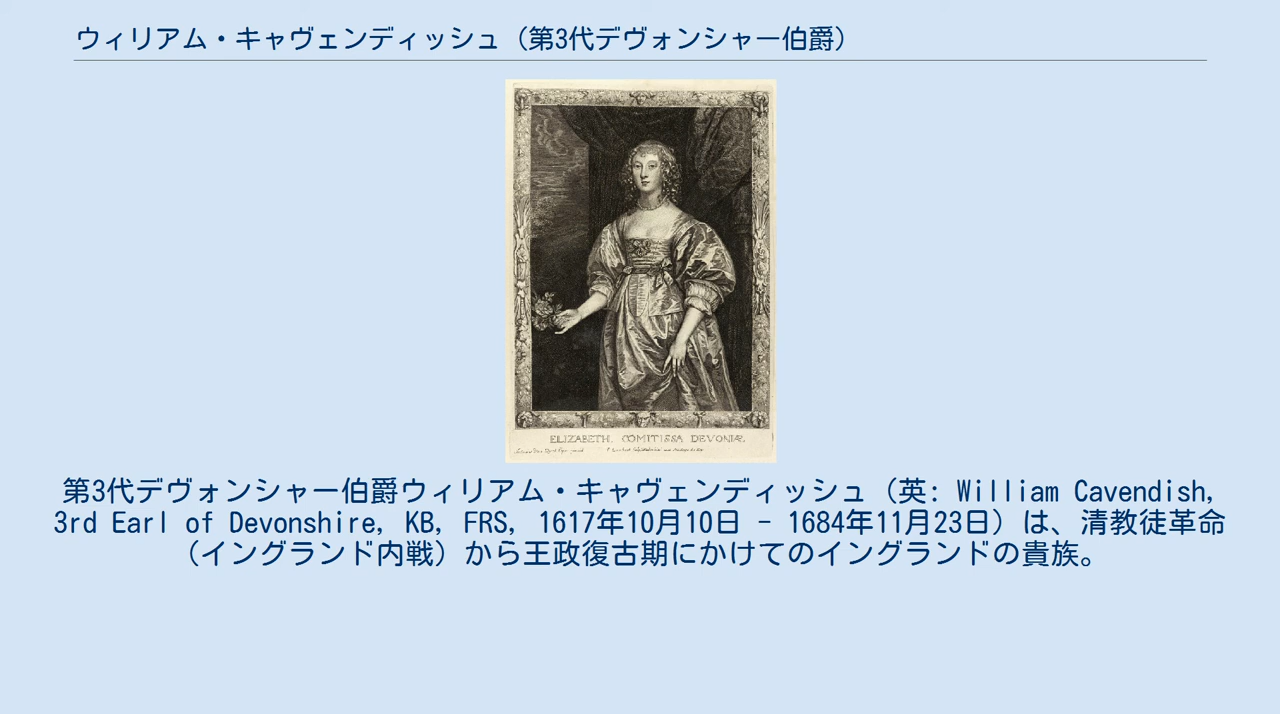 ウィリアム・キャヴェンディッシュ（第3代デヴォンシャー伯爵）
ELIZABETH, COMITISSA DEVONIÆ,
第3代デヴォンシャー伯爵ウィリアム・キャヴェンディッシュ（英: William Cavendish,
3rd Earl of Devonshire, KB, FRS, 1617年10月10日 - 1684年11月23日）は、清教徒革命
（イングランド内戦）から王政復古期にかけてのイングランドの貴族。